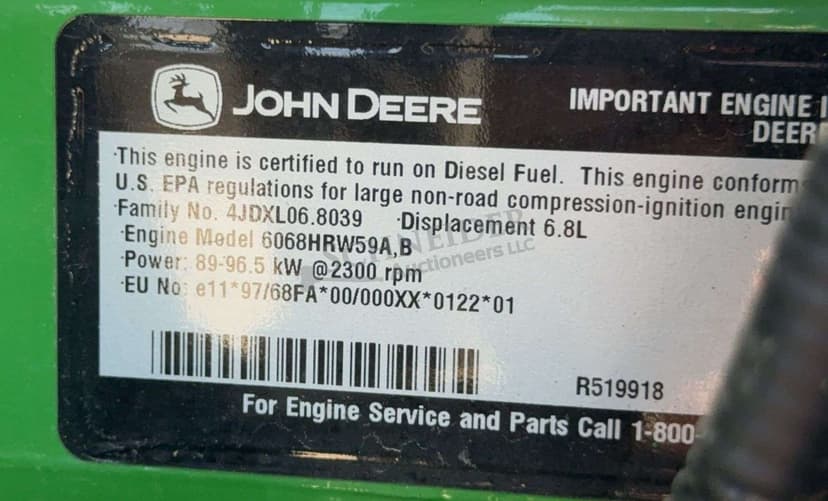 JOHN DEERE
IMPORTANT ENGINE I
DEER
·This engine is certified to run on Diesel Fuel. This engine conform
U.S. EPA regulations for large non-road compression-ignition engin
·Family No. 4JDXL06.8039 ·Displacement 6.8L
·Engine Model 6068HRW59A,B
·Power: 89-96.5 kW @2300 rpm
·EU No: e11*97/68FA*00/000XX*0122*01
SCHNEIDER
Auctioneers LLC
R519918
For Engine Service and Parts Call 1-800-